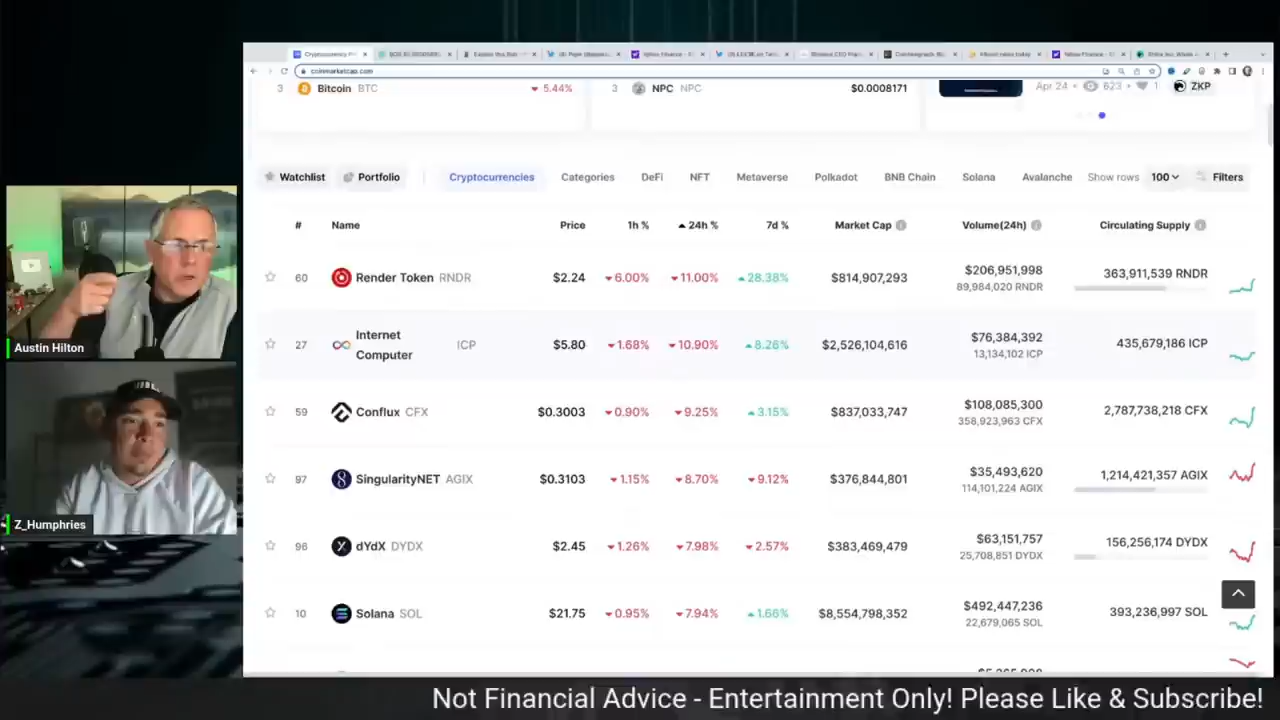 coinmarketcap.com
3 Bitcoin BTC 5.44% 3 NPC NPC $0.0008171 Apr 24 • 623 • 1 ZKP
Watchlist Portfolio Cryptocurrencies Categories DeFi NFT Metaverse Polkadot BNB Chain Solana Avalanche Show rows 100 Filters
# Name Price 1h % 24h % 7d % Market Cap Volume(24h) Circulating Supply
60 Render Token RNDR $2.24 6.00% 11.00% 28.38% $814,907,293 $206,951,998 363,911,539 RNDR
89,984,020 RNDR
27 Internet Computer ICP $5.80 1.68% 10.90% 8.26% $2,526,104,616 $76,384,392 435,679,186 ICP
13,134,102 ICP
59 Conflux CFX $0.3003 0.90% 9.25% 3.15% $837,033,747 $108,085,300 2,787,738,218 CFX
358,923,963 CFX
97 SingularityNET AGIX $0.3103 1.15% 8.70% 9.12% $376,844,801 $35,493,620 1,214,421,357 AGIX
114,101,224 AGIX
96 dYdX DYDX $2.45 1.26% 7.98% 2.57% $383,469,479 $63,151,757 156,256,174 DYDX
25,708,851 DYDX
10 Solana SOL $21.75 0.95% 7.94% 1.66% $8,554,798,352 $492,447,236 393,236,997 SOL
22,679,065 SOL
Austin Hilton
Z_Humphries
Not Financial Advice - Entertainment Only! Please Like & Subscribe!